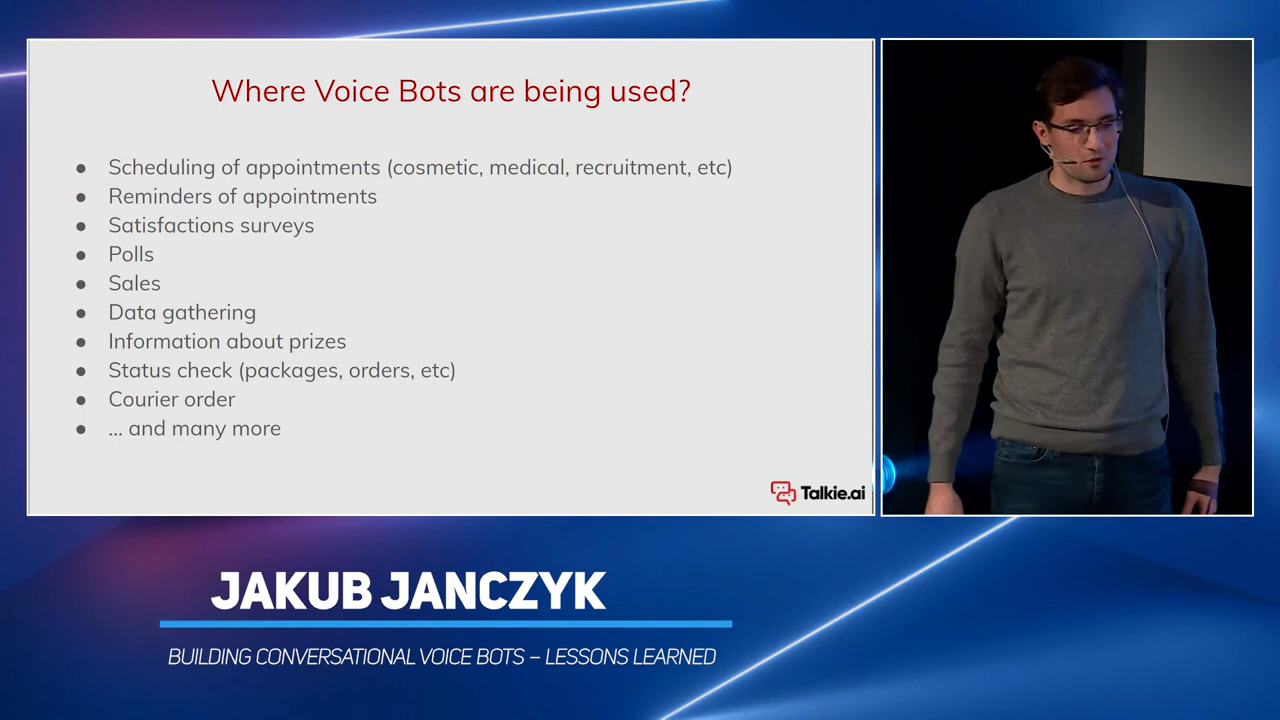 Where Voice Bots are being used?
● Scheduling of appointments (cosmetic, medical, recruitment, etc)
● Reminders of appointments
● Satisfactions surveys
● Polls
● Sales
● Data gathering
● Information about prizes
● Status check (packages, orders, etc)
● Courier order
● ... and many more
Talkie.ai
JAKUB JANCZYK
BUILDING CONVERSATIONAL VOICE BOTS – LESSONS LEARNED